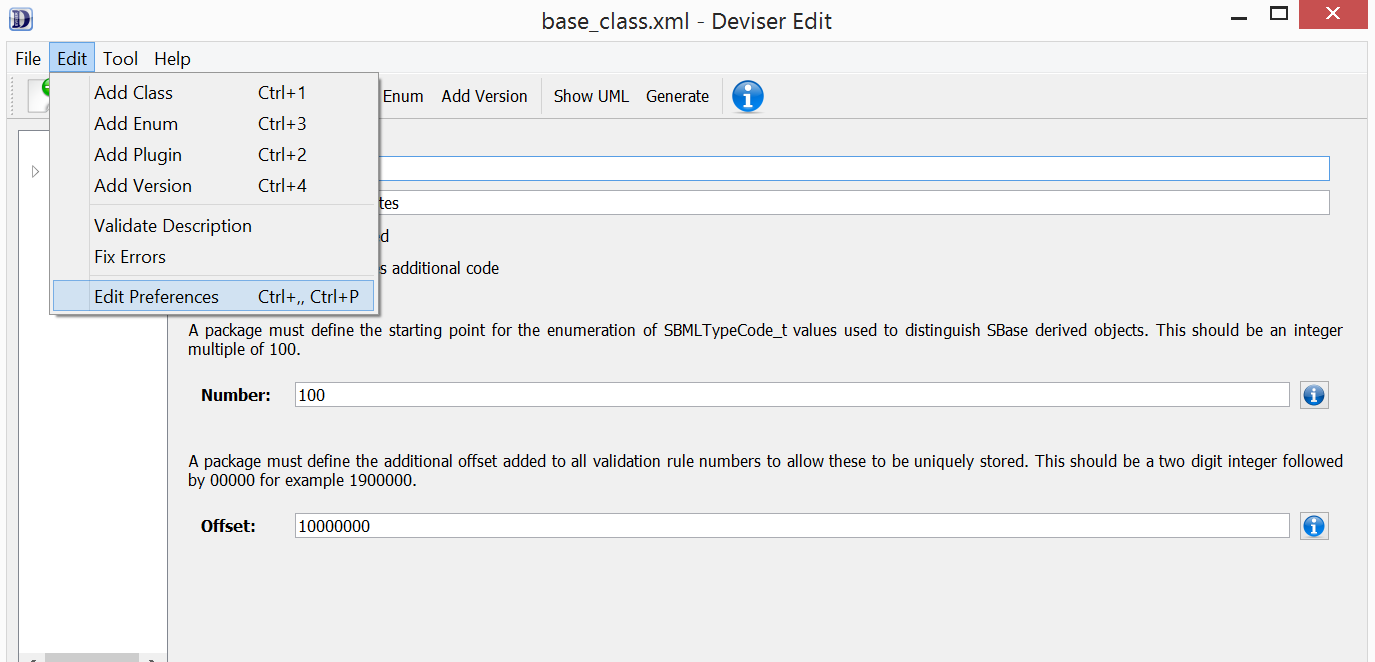 base_class.xml - Deviser Edit
File Edit Tool Help
Add Class Ctrl+1
Enum Add Version Show UML Generate
Add Enum Ctrl+3
Add Plugin Ctrl+2
Add Version Ctrl+4
tes
Validate Description
d
Fix Errors
s additional code
Edit Preferences Ctrl+,, Ctrl+P
A package must define the starting point for the enumeration of SBMLTypeCode_t values used to distinguish SBase derived objects. This should be an integer
multiple of 100.
Number: 100
A package must define the additional offset added to all validation rule numbers to allow these to be uniquely stored. This should be a two digit integer followed
by 00000 for example 1900000.
Offset: 10000000